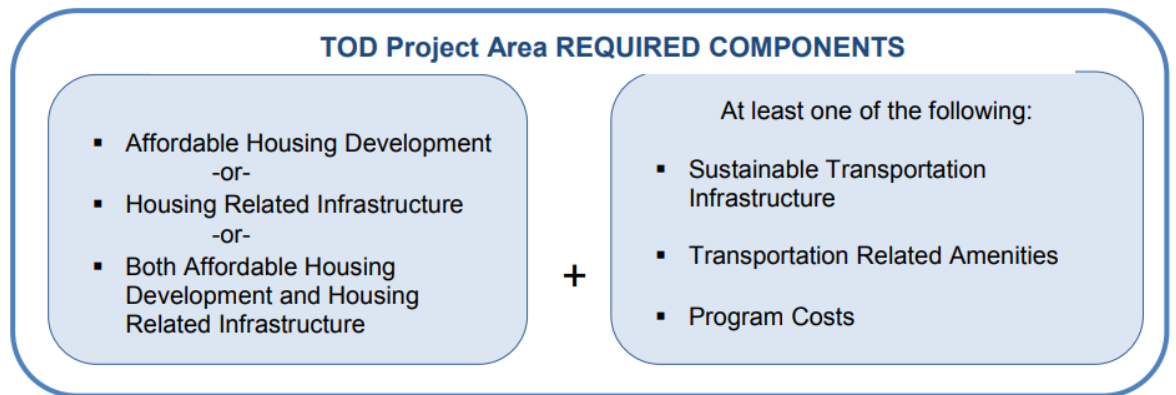 TOD Project Area REQUIRED COMPONENTS
▪ Affordable Housing Development
-or-
▪ Housing Related Infrastructure
-or-
▪ Both Affordable Housing
Development and Housing
Related Infrastructure
+
At least one of the following:
▪ Sustainable Transportation
Infrastructure
▪ Transportation Related Amenities
▪ Program Costs